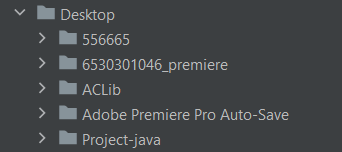 Desktop
556665
6530301046_premiere
ACLib
Adobe Premiere Pro Auto-Save
Project-java